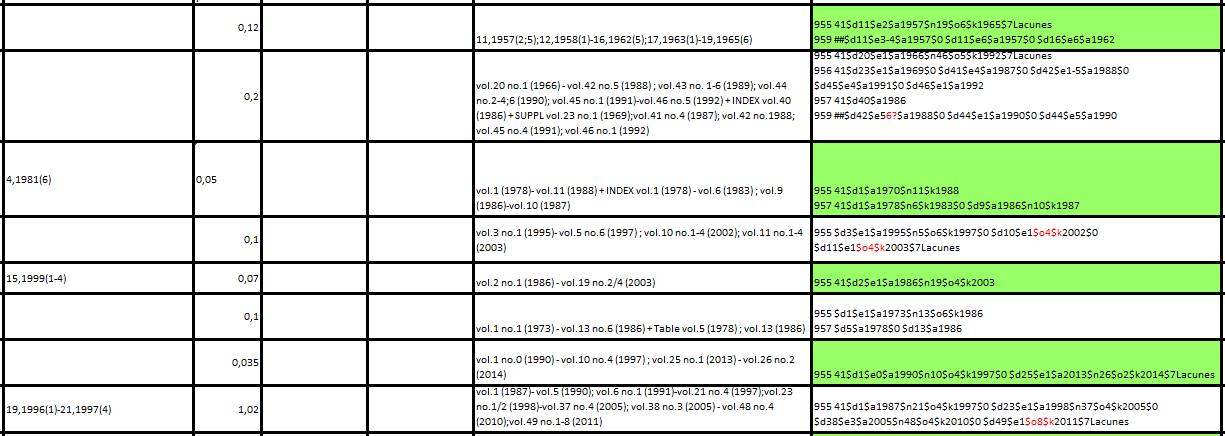 0,12
11,1957(2;5);12,1958(1)-16,1962(5);17,1963(1)-19,1965(6)
955 41$d11$e2$a1957$n19$o6$k1965$7Lacunes
959 ##$d11$e3-4$a1957$0 $d11$e6$a1957$0 $d16$e6$a1962
0,2
vol.20 no.1 (1966) - vol.42 no.5 (1988) ; vol.43 no. 1-6 (1989); vol.44
no.2-4;6 (1990); vol.45 no.1 (1991)-vol.46 no.5 (1992) + INDEX vol.40
(1986) + SUPPL vol.23 no.1 (1969);vol.41 no.4 (1987); vol.42 no.1988;
vol.45 no.4 (1991); vol.46 no.1 (1992)
955 41$d20$e1$a1966$n46$o5$k1992$7Lacunes
956 41$d23$e1$a1969$0 $d41$e4$a1987$0 $d42$e1-5$a1988$0
$d45$e4$a1991$0 $d46$e1$a1992
957 41$d40$a1986
959 ##$d42$e56?$a1988$0 $d44$e1$a1990$0 $d44$e5$a1990
4,1981(6)
0,05
vol.1 (1978)- vol.11 (1988) + INDEX vol.1 (1978) - vol.6 (1983) ; vol.9
(1986)-vol.10 (1987)
955 41$d1$a1970$n11$k1988
957 41$d1$a1978$n6$k1983$0 $d9$a1986$n10$k1987
0,1
vol.3 no.1 (1995)- vol.5 no.6 (1997) ; vol.10 no.1-4 (2002); vol.11 no.1-4
(2003)
955 $d3$e1$a1995$n5$o6$k1997$0 $d10$e1$o4$k2002$0
$d11$e1$o4$k2003$7Lacunes
15,1999(1-4)
0,07
vol.2 no.1 (1986) - vol.19 no.2/4 (2003)
955 41$d2$e1$a1986$n19$o4$k2003
0,1
vol.1 no.1 (1973) - vol.13 no.6 (1986) + Table vol.5 (1978) ; vol.13 (1986)
955 $d1$e1$a1973$n13$o6$k1986
957 $d5$a1978$0 $d13$a1986
0,035
vol.1 no.0 (1990) - vol.10 no.4 (1997) ; vol.25 no.1 (2013) - vol.26 no.2
(2014)
955 41$d1$e0$a1990$n10$o4$k1997$0 $d25$e1$a2013$n26$o2$k2014$7Lacunes
19,1996(1)-21,1997(4)
1,02
vol.1 (1987)- vol.5 (1990); vol.6 no.1 (1991)-vol.21 no.4 (1997);vol.23
no.1/2 (1998)-vol.37 no.4 (2005); vol.38 no.3 (2005) - vol.48 no.4
(2010);vol.49 no.1-8 (2011)
955 41$d1$a1987$n21$o4$k1997$0 $d23$e1$a1998$n37$o4$k2005$0
$d38$e3$a2005$n48$o4$k2010$0 $d49$e1$o8$k2011$7Lacunes